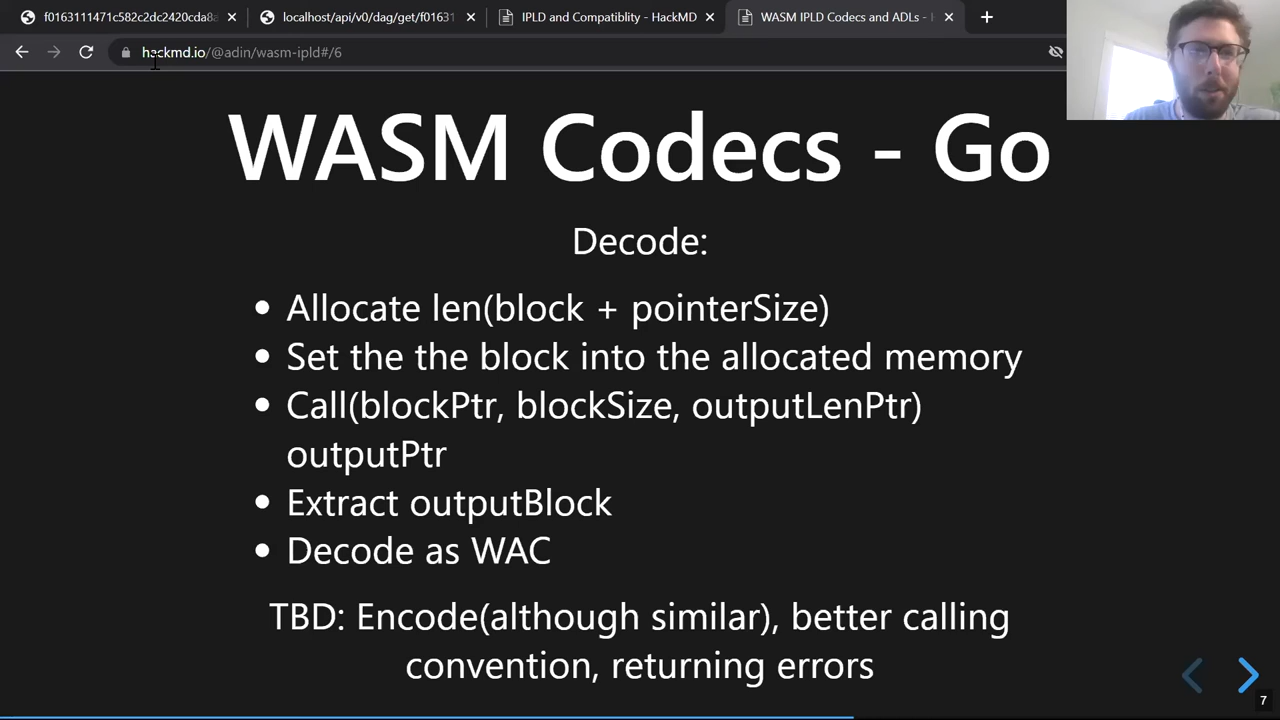 f0163111471c582c2dc2420cda8a
localhost/api/v0/dag/get/f01631
IPLD and Compatiblity - HackMD
WASM IPLD Codecs and ADLs - H
hackmd.io/@adin/wasm-ipld#/6
WASM Codecs - Go
Decode:
• Allocate len(block + pointerSize)
• Set the the block into the allocated memory
• Call(blockPtr, blockSize, outputLenPtr)
outputPtr
• Extract outputBlock
• Decode as WAC
TBD: Encode(although similar), better calling
convention, returning errors
7